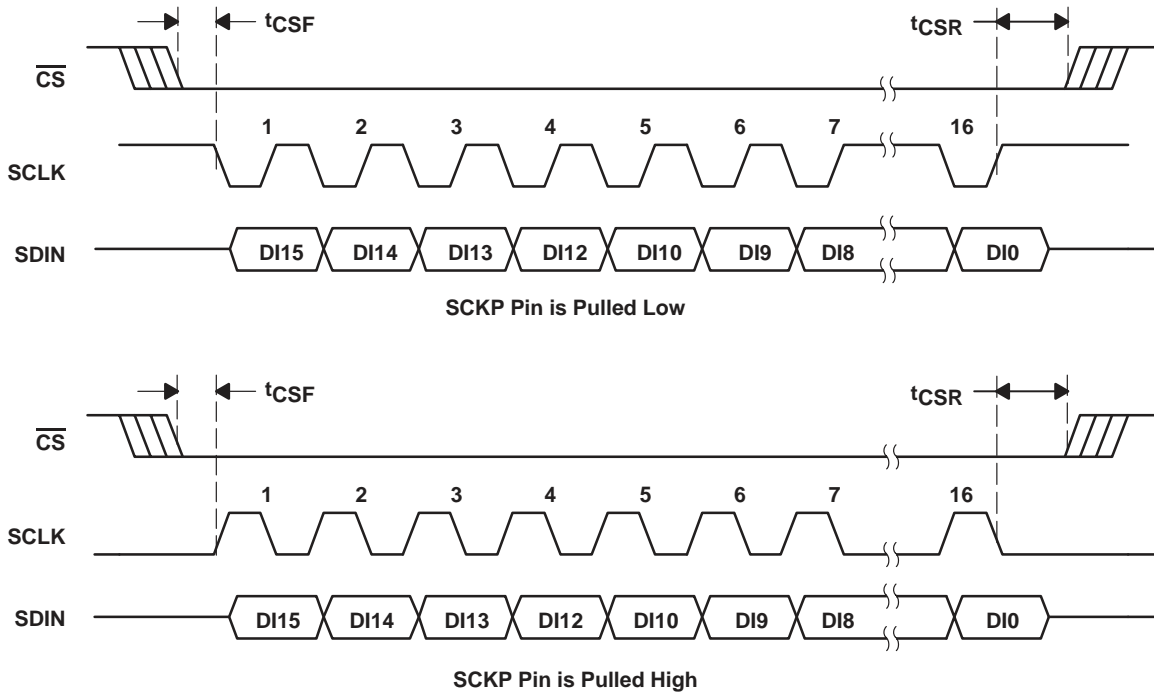 tCSF
tCSR
CS
1 2 3 4 5 6 7 16
SCLK
SDIN DI15 DI14 DI13 DI12 DI10 DI9 DI8 DI0
SCKP Pin is Pulled Low
tCSF
tCSR
CS
1 2 3 4 5 6 7 16
SCLK
SDIN DI15 DI14 DI13 DI12 DI10 DI9 DI8 DI0
SCKP Pin is Pulled High